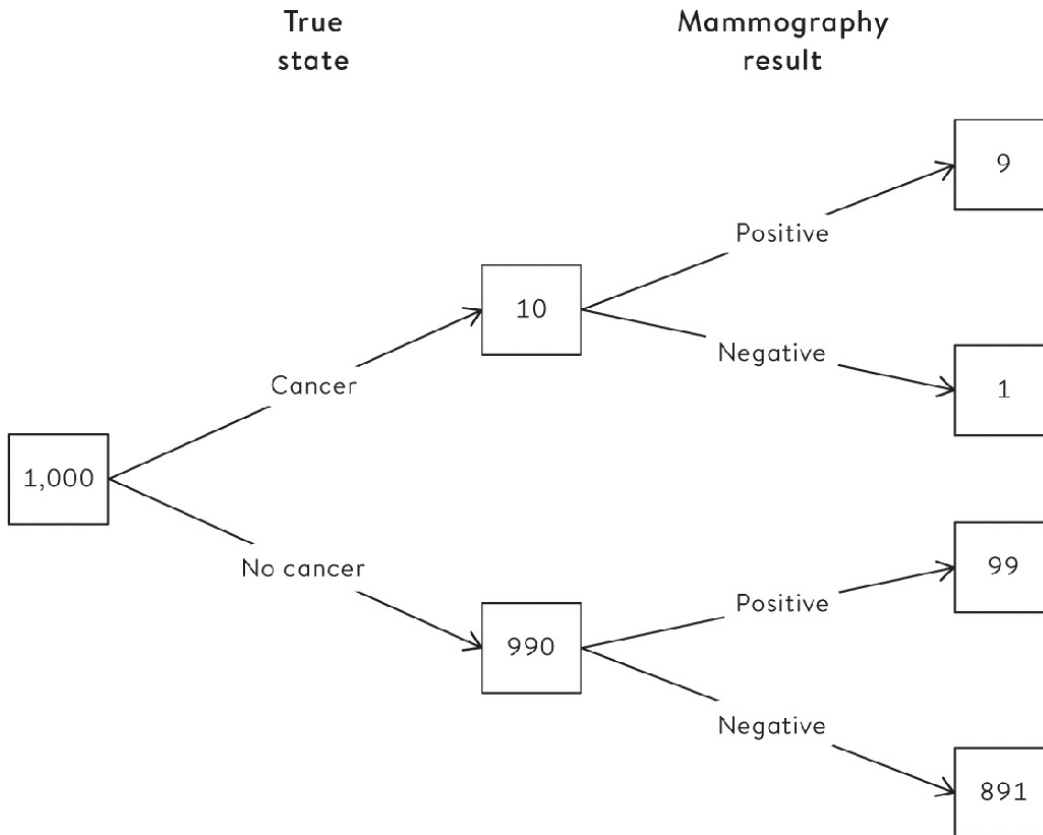 True
state
Mammography
result
9
Positive
10
Negative
1
Cancer
1,000
No cancer
99
Positive
990
Negative
891